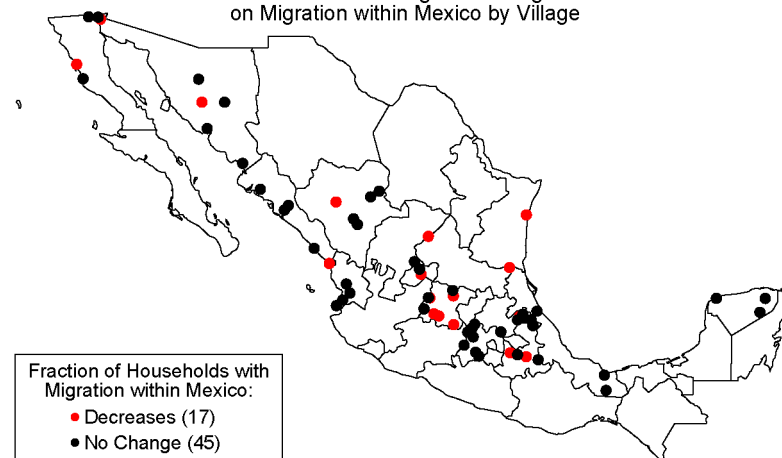 on Migration within Mexico by Village
Fraction of Households with
Migration within Mexico:
Decreases (17)
No Change (45)